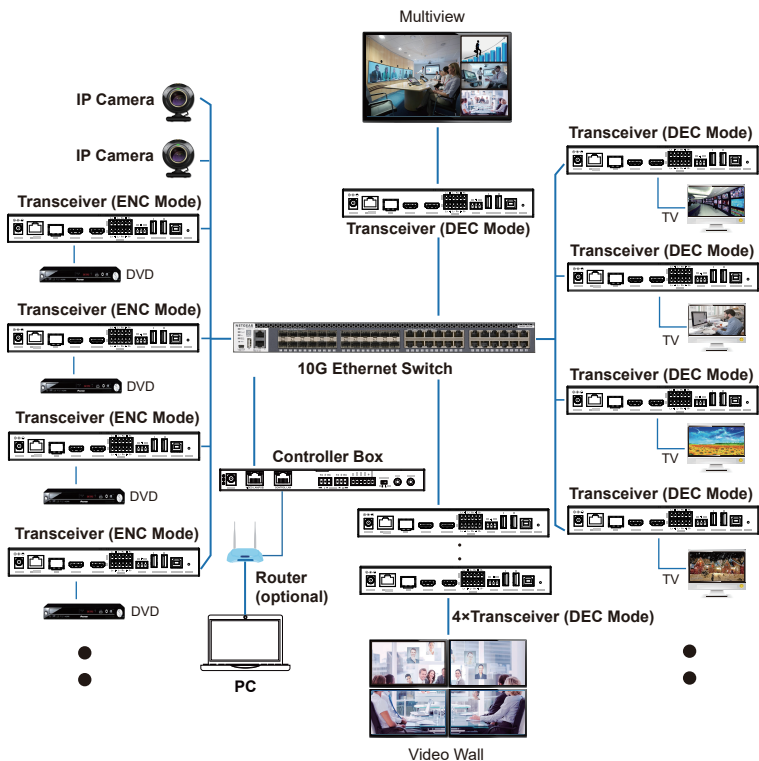 Multiview
IP Camera
IP Camera
Transceiver (ENC Mode)
DVD
Transceiver (ENC Mode)
DVD
Transceiver (ENC Mode)
DVD
Transceiver (ENC Mode)
DVD
Transceiver (DEC Mode)
NETGEAR
10G Ethernet Switch
Controller Box
Router
(optional)
PC
4×Transceiver (DEC Mode)
Video Wall
Transceiver (DEC Mode)
TV
Transceiver (DEC Mode)
TV
Transceiver (DEC Mode)
TV
Transceiver (DEC Mode)
TV